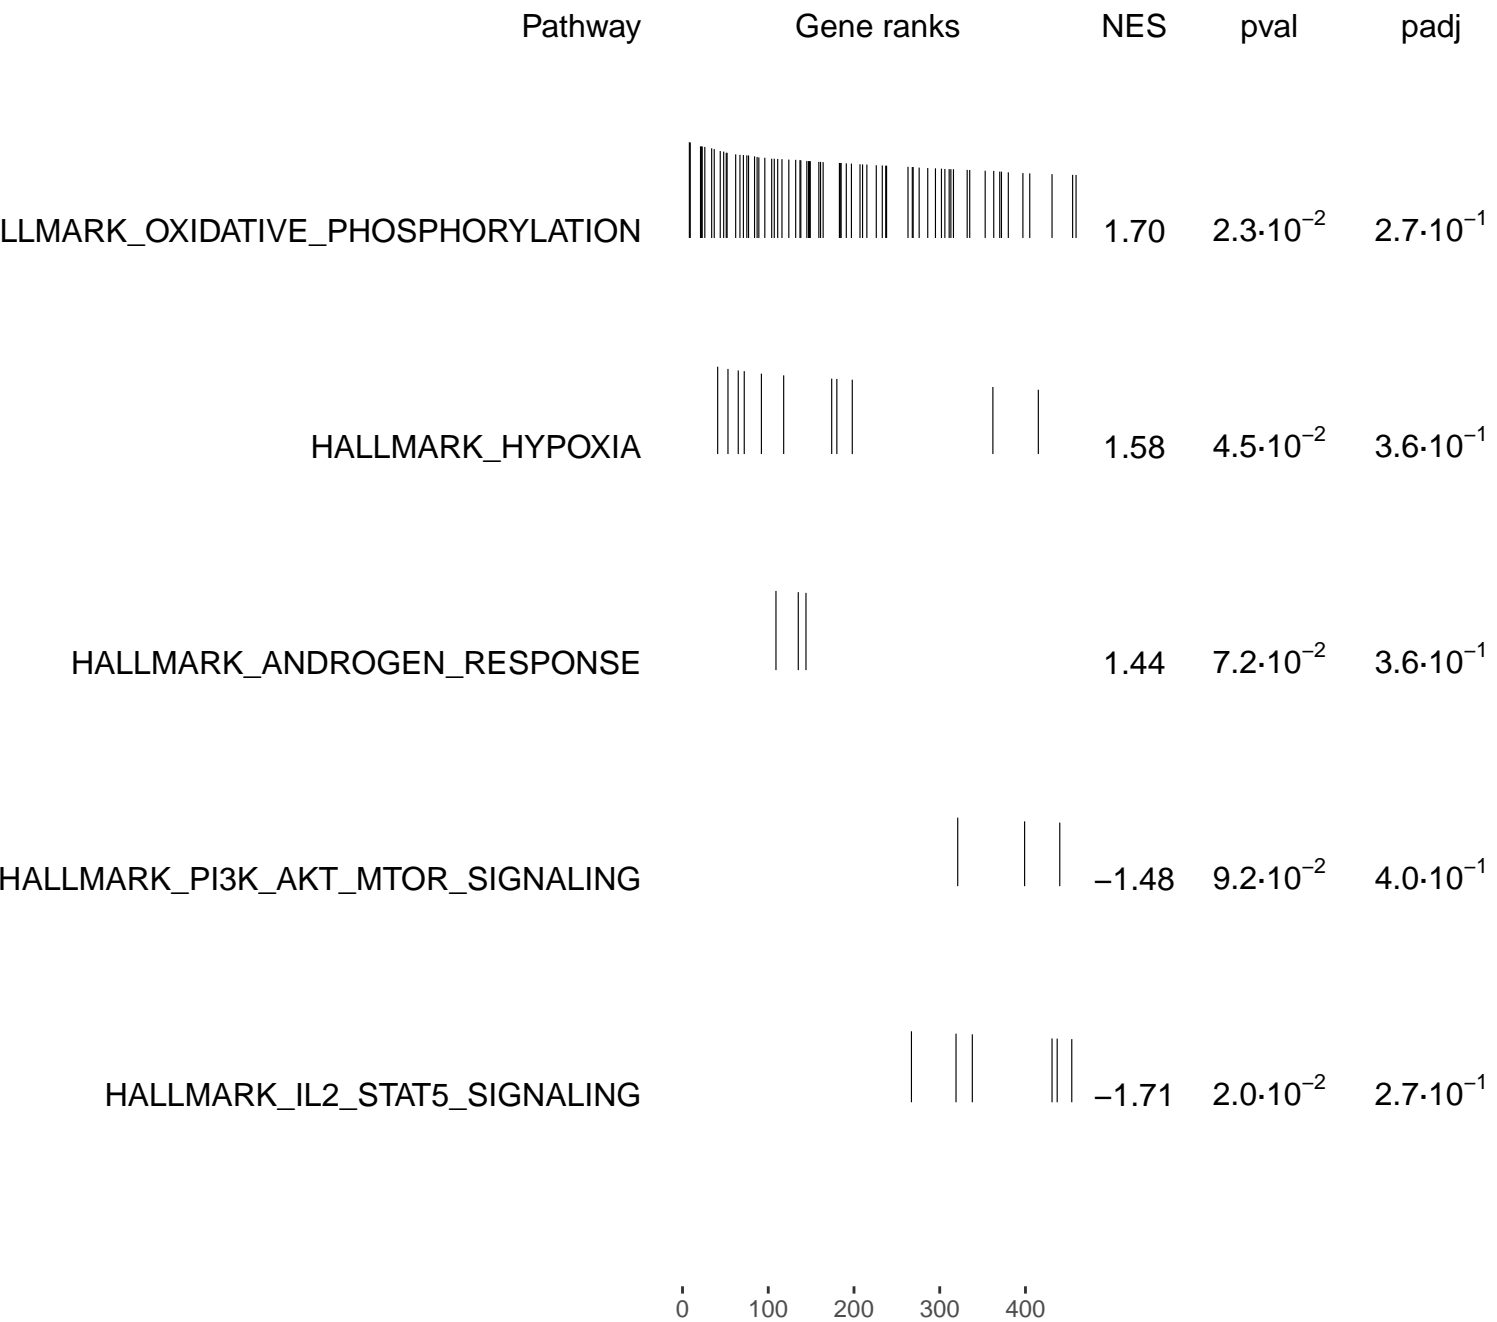 Pathway Gene ranks NES pval padj
LLMARK_OXIDATIVE_PHOSPHORYLATION 1.70 2.3·10⁻² 2.7·10⁻¹
HALLMARK_HYPOXIA 1.58 4.5·10⁻² 3.6·10⁻¹
HALLMARK_ANDROGEN_RESPONSE 1.44 7.2·10⁻² 3.6·10⁻¹
HALLMARK_PI3K_AKT_MTOR_SIGNALING −1.48 9.2·10⁻² 4.0·10⁻¹
HALLMARK_IL2_STAT5_SIGNALING −1.71 2.0·10⁻² 2.7·10⁻¹
0 100 200 300 400